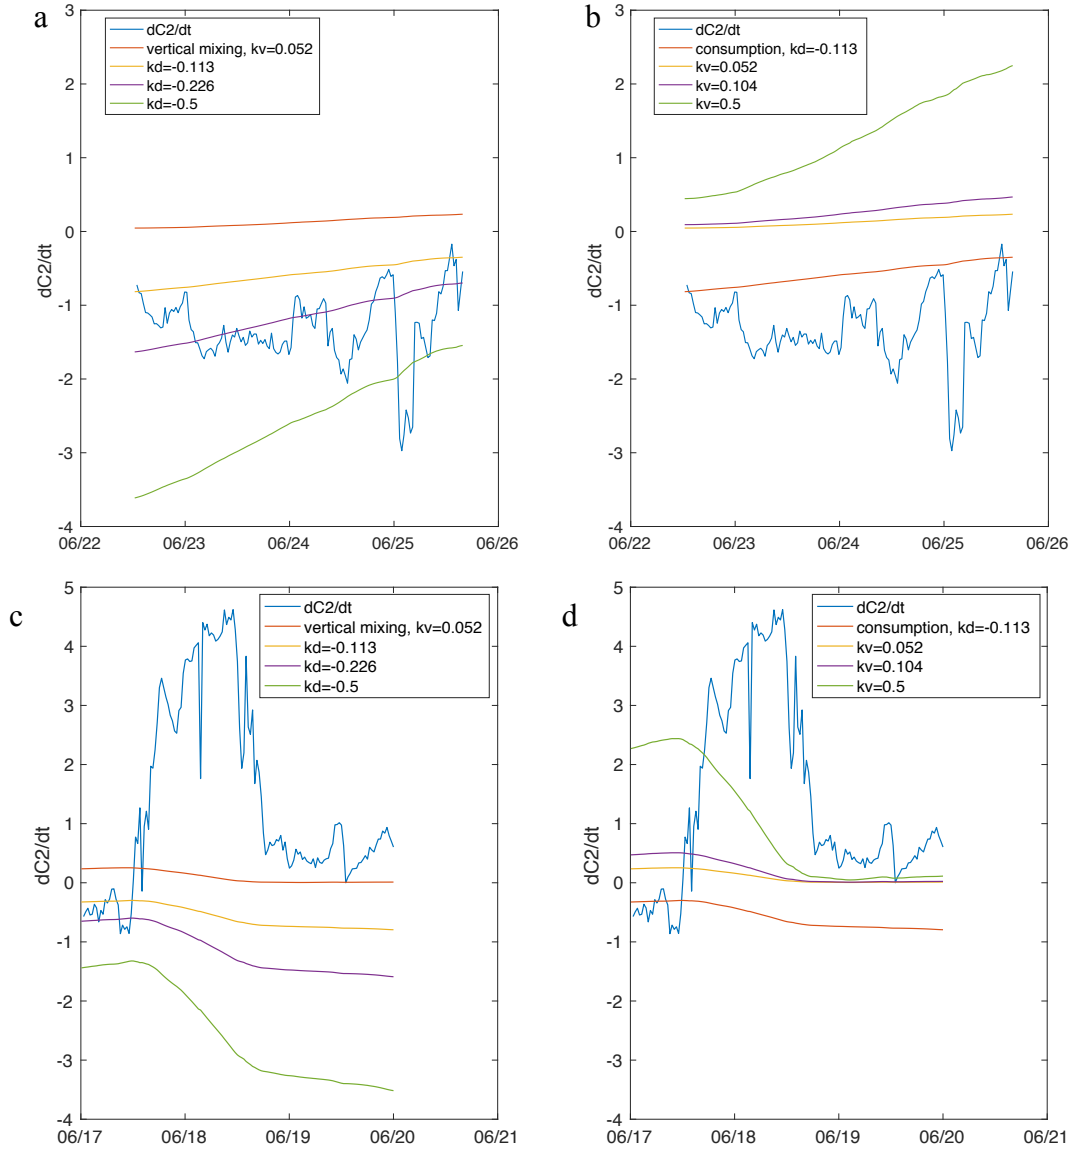 a
3
2
1
0
-1
-2
-3
-4
dC2/dt
06/22
06/23
06/24
06/25
06/26
dC2/dt
vertical mixing, kv=0.052
kd=-0.113
kd=-0.226
kd=-0.5
b
3
2
1
0
-1
-2
-3
-4
dC2/dt
06/22
06/23
06/24
06/25
06/26
dC2/dt
consumption, kd=-0.113
kv=0.052
kv=0.104
kv=0.5
c
5
4
3
2
1
0
-1
-2
-3
-4
dC2/dt
06/17
06/18
06/19
06/20
06/21
dC2/dt
vertical mixing, kv=0.052
kd=-0.113
kd=-0.226
kd=-0.5
d
5
4
3
2
1
0
-1
-2
-3
-4
dC2/dt
06/17
06/18
06/19
06/20
06/21
dC2/dt
consumption, kd=-0.113
kv=0.052
kv=0.104
kv=0.5